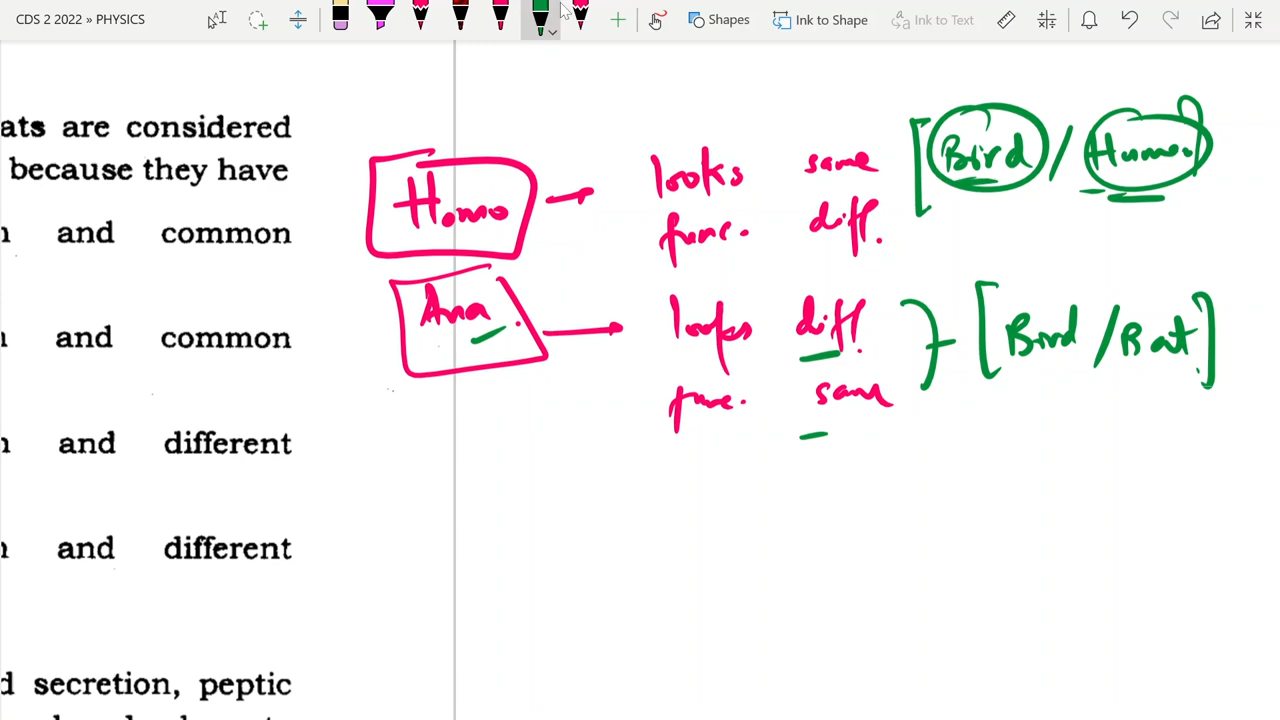 CDS 2 2022 » PHYSICS
Shapes
Ink to Shape
Ink to Text
ats are considered
because they have
and common
and common
and different
and different
d secretion, peptic
Homo
looks same
func. diff.
[Bird / Human]
Ana.
looks diff.
func. same
[Bird / Bat]